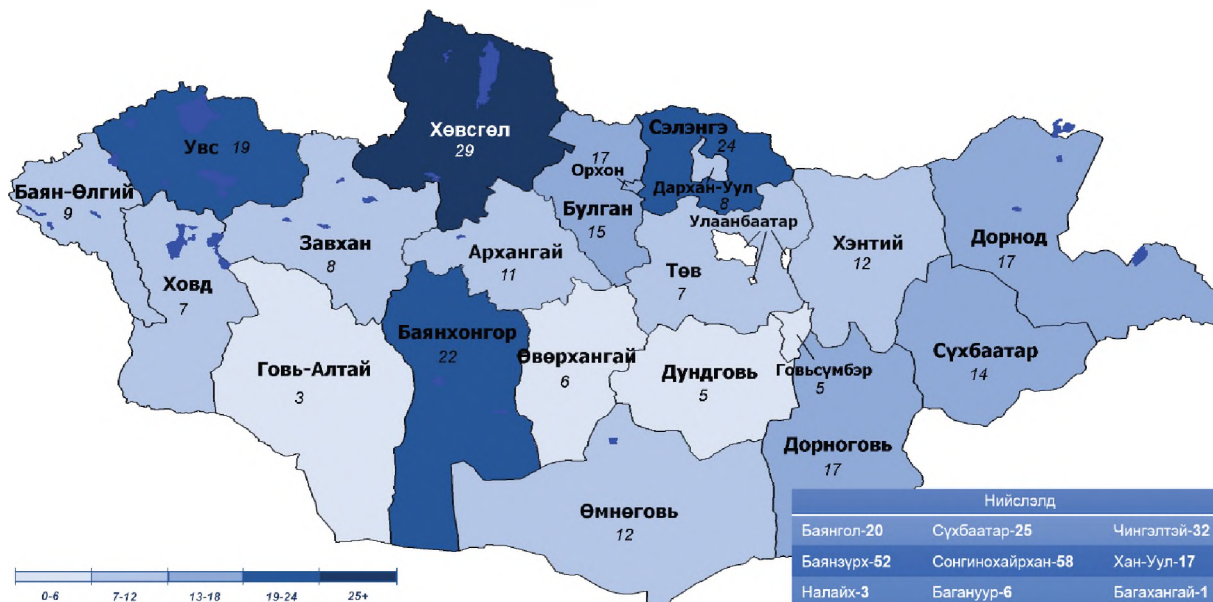 Хөвсгөл
29
Увс 19
Сэлэнгэ
24
17
Орхон
Дархан-Уул
8
Баян-Өлгий
9
Булган
15
Улаанбаатар
Завхан
8
Архангай
11
Төв
7
Хэнтий
12
Дорнод
17
Ховд
7
Баянхонгор
22
Өвөрхангай
6
Говь-Алтай
3
Дундговь
5
Говьсүмбэр
5
Сүхбаатар
14
Дорноговь
17
Өмнөговь
12
Нийслэлд
Баянгол-20 Сүхбаатар-25 Чингэлтэй-32
Баянзүрх-52 Сонгинохайрхан-58 Хан-Уул-17
Налайх-3 Багануур-6 Багахангай-1
0-6 7-12 13-18 19-24 25+